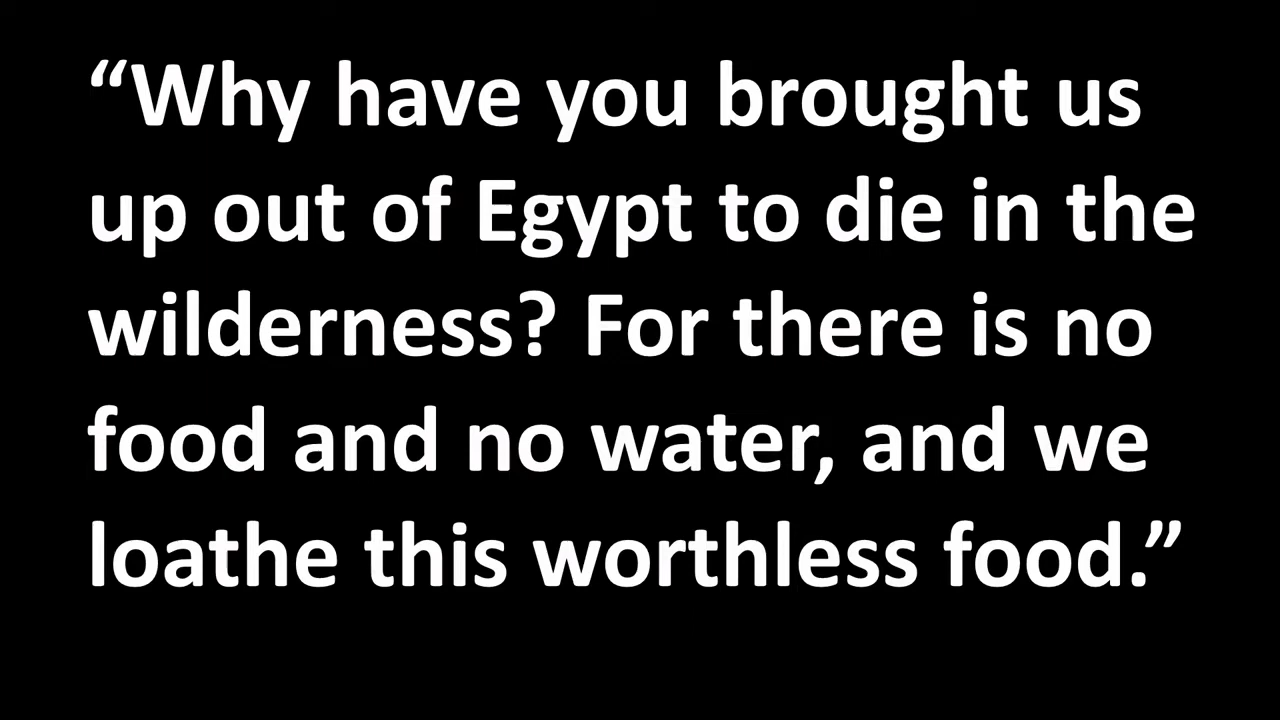 “Why have you brought us
up out of Egypt to die in the
wilderness? For there is no
food and no water, and we
loathe this worthless food.”